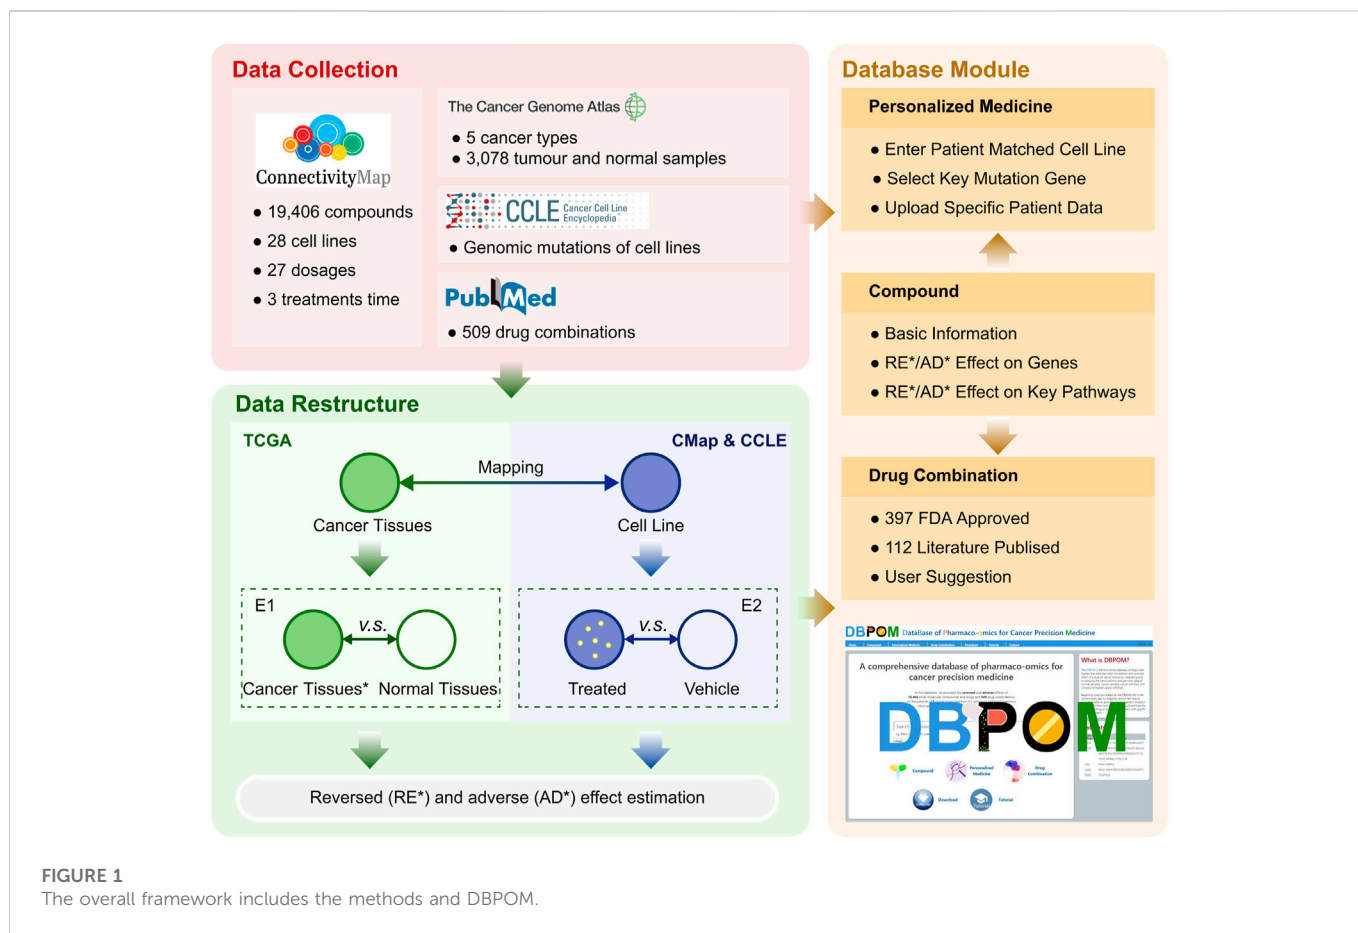 Data Collection
ConnectivityMap
● 19,406 compounds
● 28 cell lines
● 27 dosages
● 3 treatments time
The Cancer Genome Atlas
● 5 cancer types
● 3,078 tumour and normal samples
CCLE Cancer Cell Line
Encyclopedia
● Genomic mutations of cell lines
PubMed
● 509 drug combinations
Data Restructure
TCGA
CMap & CCLE
Mapping
Cancer Tissues
Cell Line
E1
v.s.
Cancer Tissues* Normal Tissues
E2
v.s.
Treated
Vehicle
Reversed (RE*) and adverse (AD*) effect estimation
Database Module
Personalized Medicine
● Enter Patient Matched Cell Line
● Select Key Mutation Gene
● Upload Specific Patient Data
Compound
● Basic Information
● RE*/AD* Effect on Genes
● RE*/AD* Effect on Key Pathways
Drug Combination
● 397 FDA Approved
● 112 Literature Publised
● User Suggestion
DBPOM DataBase of Pharmaco-omics for Cancer Precision Medicine
A comprehensive database of pharmaco-omics for
cancer precision medicine
What is DBPOM?
DBPOM
Compound
Personalized
Medicine
Drug
Combination
Download
Tutorial
FIGURE 1
The overall framework includes the methods and DBPOM.